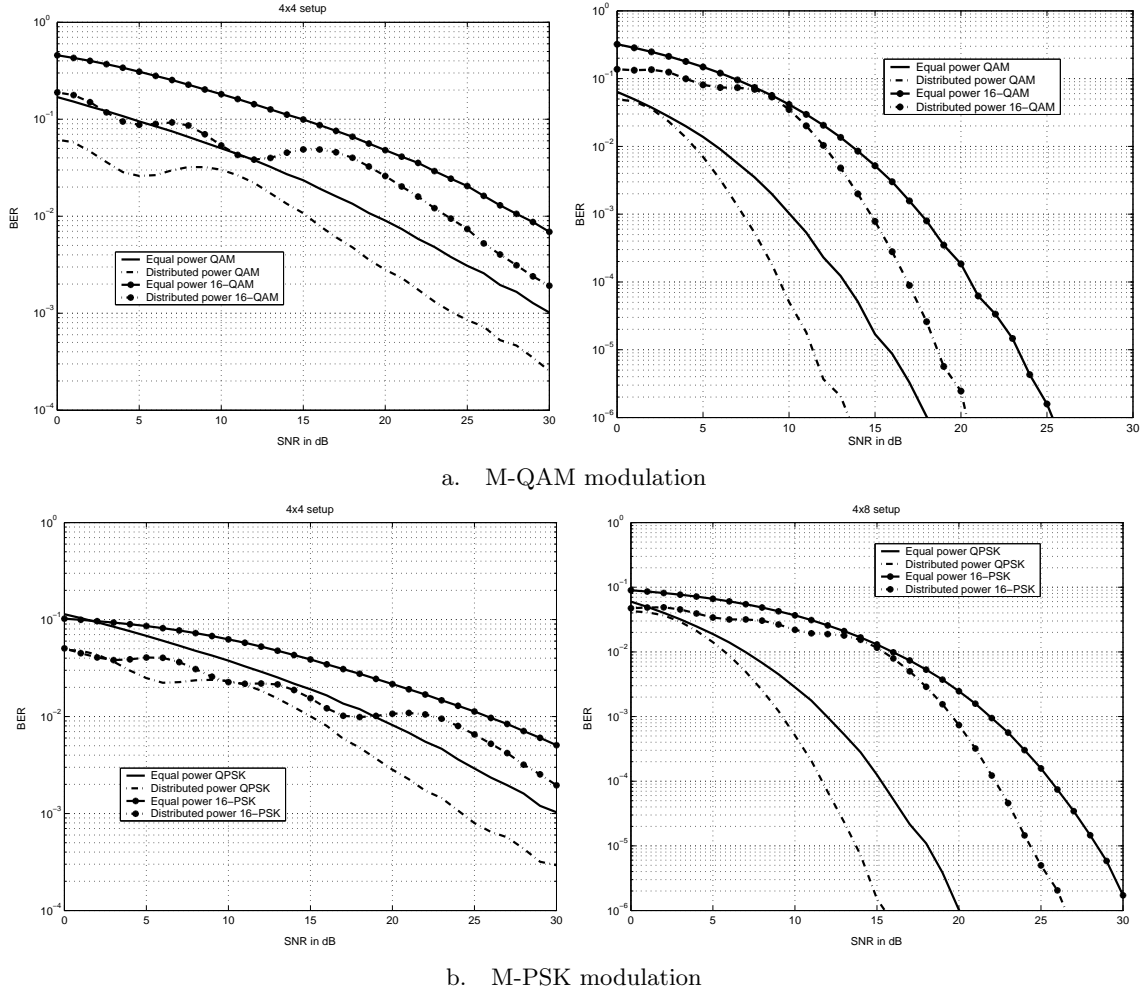 4x4 setup
10^0
10^-1
10^-2
10^-3
10^-4
BER
0 5 10 15 20 25 30
SNR in dB
Equal power QAM
Distributed power QAM
Equal power 16-QAM
Distributed power 16-QAM
10^0
10^-1
10^-2
10^-3
10^-4
10^-5
10^-6
BER
0 5 10 15 20 25 30
SNR in dB
Equal power QAM
Distributed power QAM
Equal power 16-QAM
Distributed power 16-QAM
a. M-QAM modulation
4x4 setup
10^0
10^-1
10^-2
10^-3
10^-4
BER
0 5 10 15 20 25 30
SNR in dB
Equal power QPSK
Distributed power QPSK
Equal power 16-PSK
Distributed power 16-PSK
4x8 setup
10^0
10^-1
10^-2
10^-3
10^-4
10^-5
10^-6
BER
0 5 10 15 20 25 30
SNR in dB
Equal power QPSK
Distributed power QPSK
Equal power 16-PSK
Distributed power 16-PSK
b. M-PSK modulation